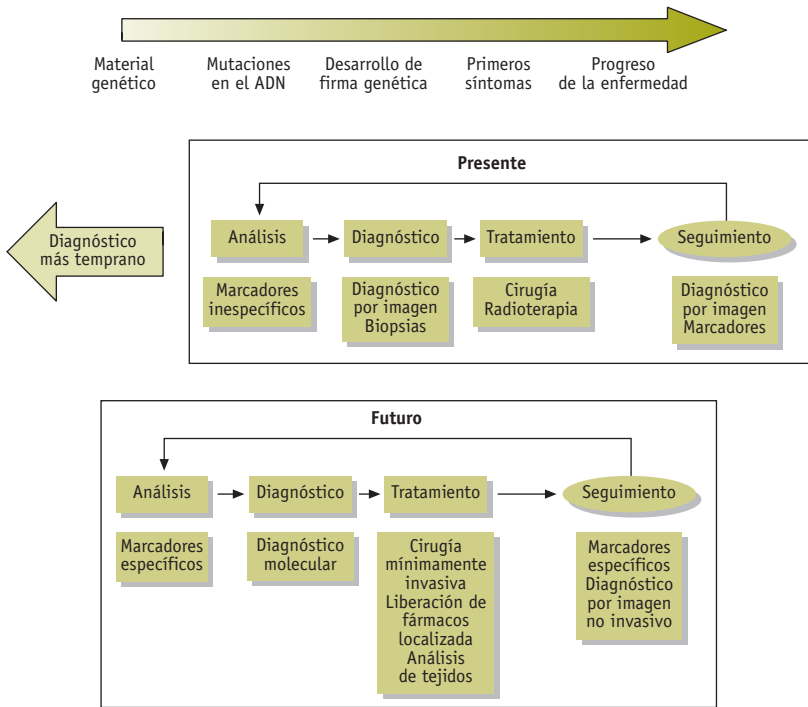 Material
genético
Mutaciones
en el ADN
Desarrollo de
firma genética
Primeros
síntomas
Progreso
de la enfermedad
Diagnóstico
más temprano
Presente
Análisis
Diagnóstico
Tratamiento
Seguimiento
Marcadores
inespecíficos
Diagnóstico
por imagen
Biopsias
Cirugía
Radioterapia
Diagnóstico
por imagen
Marcadores
Futuro
Análisis
Diagnóstico
Tratamiento
Seguimiento
Marcadores
específicos
Diagnóstico
molecular
Cirugía
mínimamente
invasiva
Liberación de
fármacos
localizada
Análisis
de tejidos
Marcadores
específicos
Diagnóstico
por imagen
no invasivo